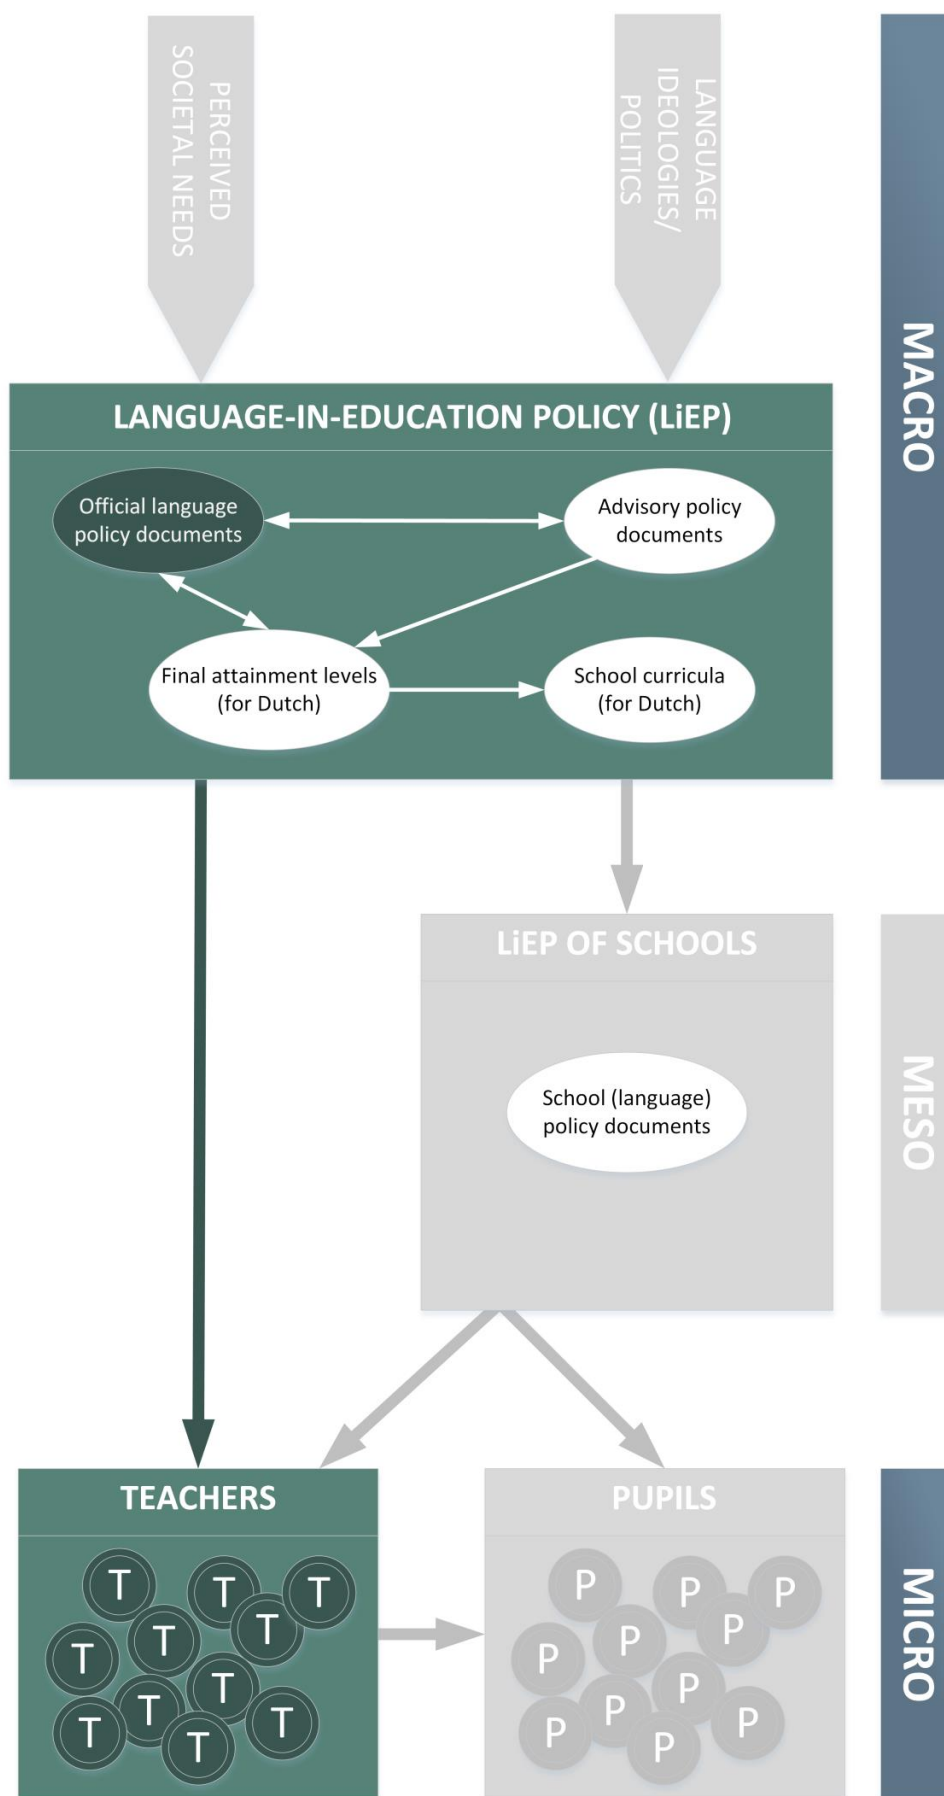 PERCEIVED
SOCIETAL NEEDS
LANGUAGE
IDEOLOGIES/
POLITICS
MACRO
LANGUAGE-IN-EDUCATION POLICY (LiEP)
Official language
policy documents
Advisory policy
documents
Final attainment levels
(for Dutch)
School curricula
(for Dutch)
LiEP OF SCHOOLS
School (language)
policy documents
MESO
TEACHERS
T
T
T
T
T
T
T
T
T
T
T
PUPILS
P
P
P
P
P
P
P
P
P
P
P
MICRO